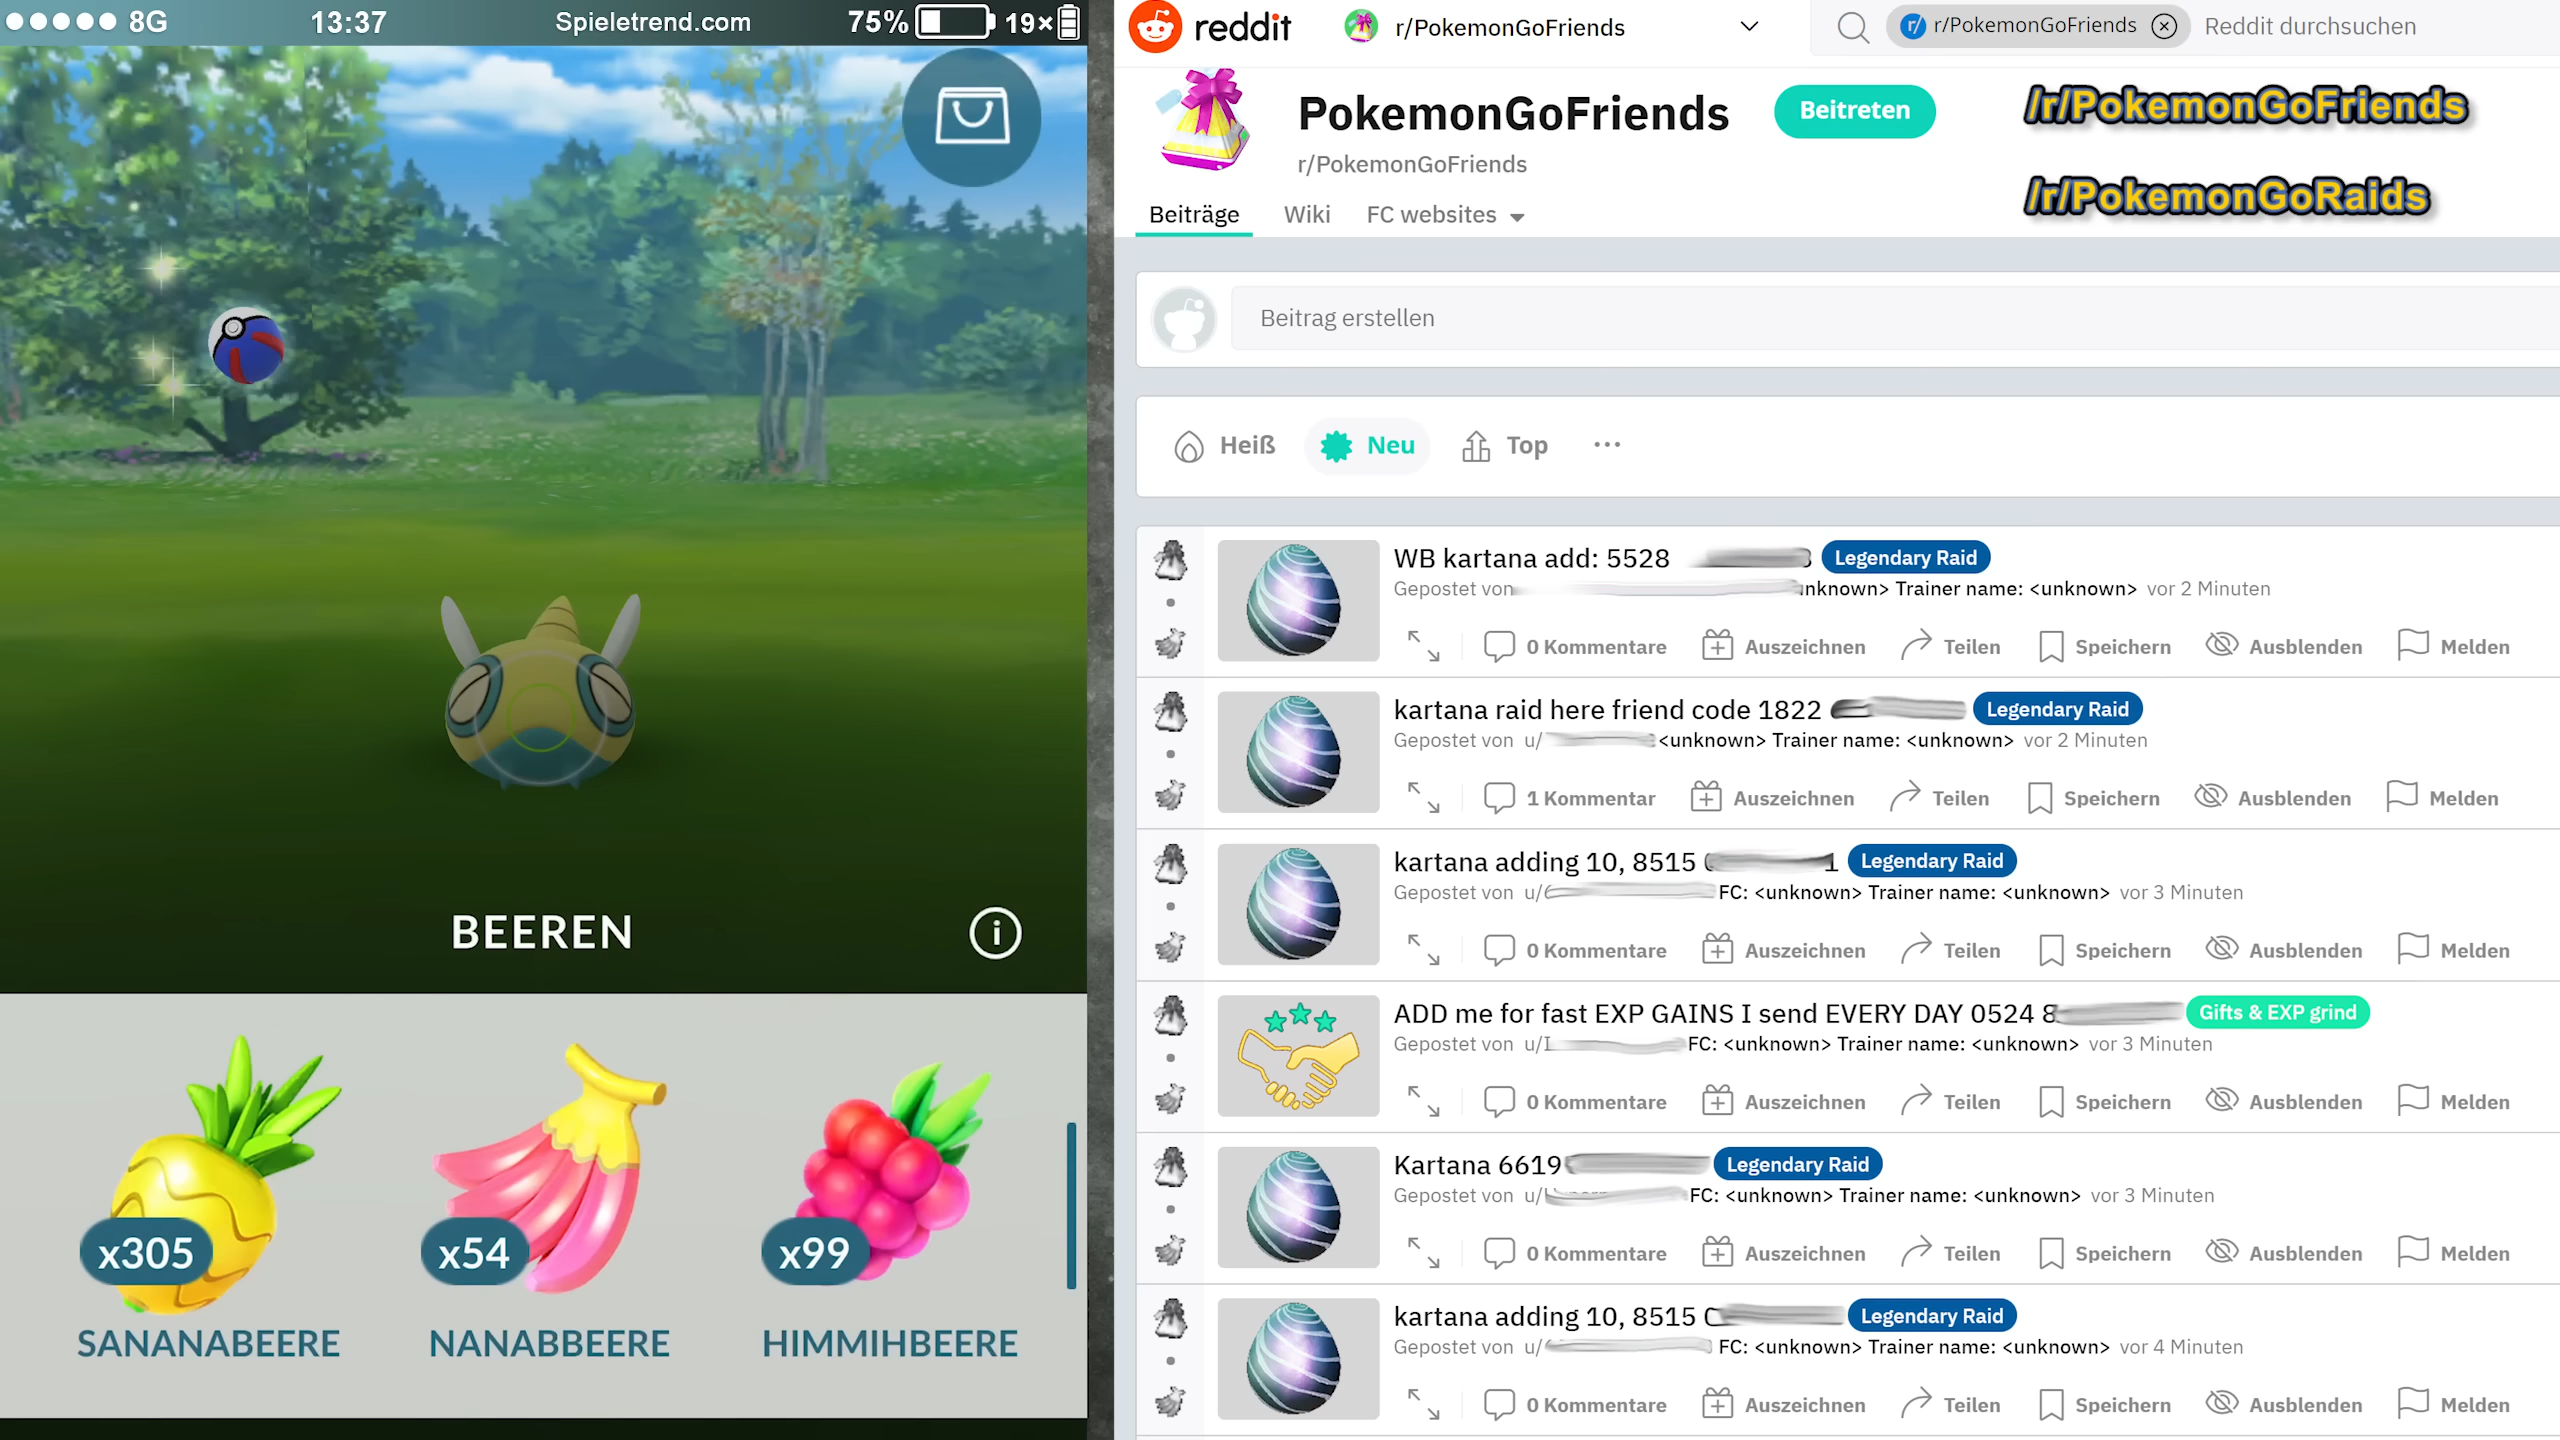 8G 13:37 Spieletrend.com 75% 19×
BEEREN
x305 x54 x99
SANANABEERE NANABBEERE HIMMIHBEERE
reddit r/PokemonGoFriends r/ r/PokemonGoFriends Reddit durchsuchen
PokemonGoFriends Beitreten
r/PokemonGoFriends
/r/PokemonGoFriends
/r/PokemonGoRaids
Beiträge Wiki FC websites
Beitrag erstellen
Heiß Neu Top ...
WB kartana add: 5528 Legendary Raid
Gepostet von nknown> Trainer name: <unknown> vor 2 Minuten
0 Kommentare Auszeichnen Teilen Speichern Ausblenden Melden
kartana raid here friend code 1822 Legendary Raid
Gepostet von u/ <unknown> Trainer name: <unknown> vor 2 Minuten
1 Kommentar Auszeichnen Teilen Speichern Ausblenden Melden
kartana adding 10, 8515 1 Legendary Raid
Gepostet von u/ FC: <unknown> Trainer name: <unknown> vor 3 Minuten
0 Kommentare Auszeichnen Teilen Speichern Ausblenden Melden
ADD me for fast EXP GAINS I send EVERY DAY 0524 8 Gifts & EXP grind
Gepostet von u/ FC: <unknown> Trainer name: <unknown> vor 3 Minuten
0 Kommentare Auszeichnen Teilen Speichern Ausblenden Melden
Kartana 6619 Legendary Raid
Gepostet von u/ FC: <unknown> Trainer name: <unknown> vor 3 Minuten
0 Kommentare Auszeichnen Teilen Speichern Ausblenden Melden
kartana adding 10, 8515 Legendary Raid
Gepostet von u/ FC: <unknown> Trainer name: <unknown> vor 4 Minuten
0 Kommentare Auszeichnen Teilen Speichern Ausblenden Melden